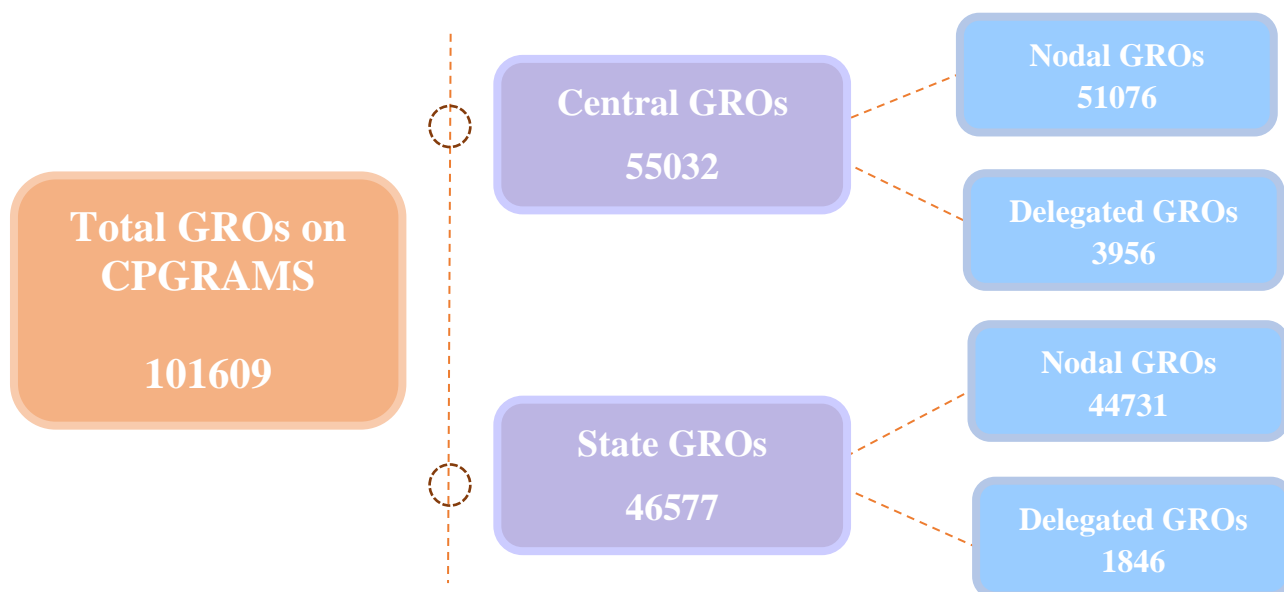 Total GROs on
CPGRAMS
101609
Central GROs
55032
Nodal GROs
51076
Delegated GROs
3956
State GROs
46577
Nodal GROs
44731
Delegated GROs
1846